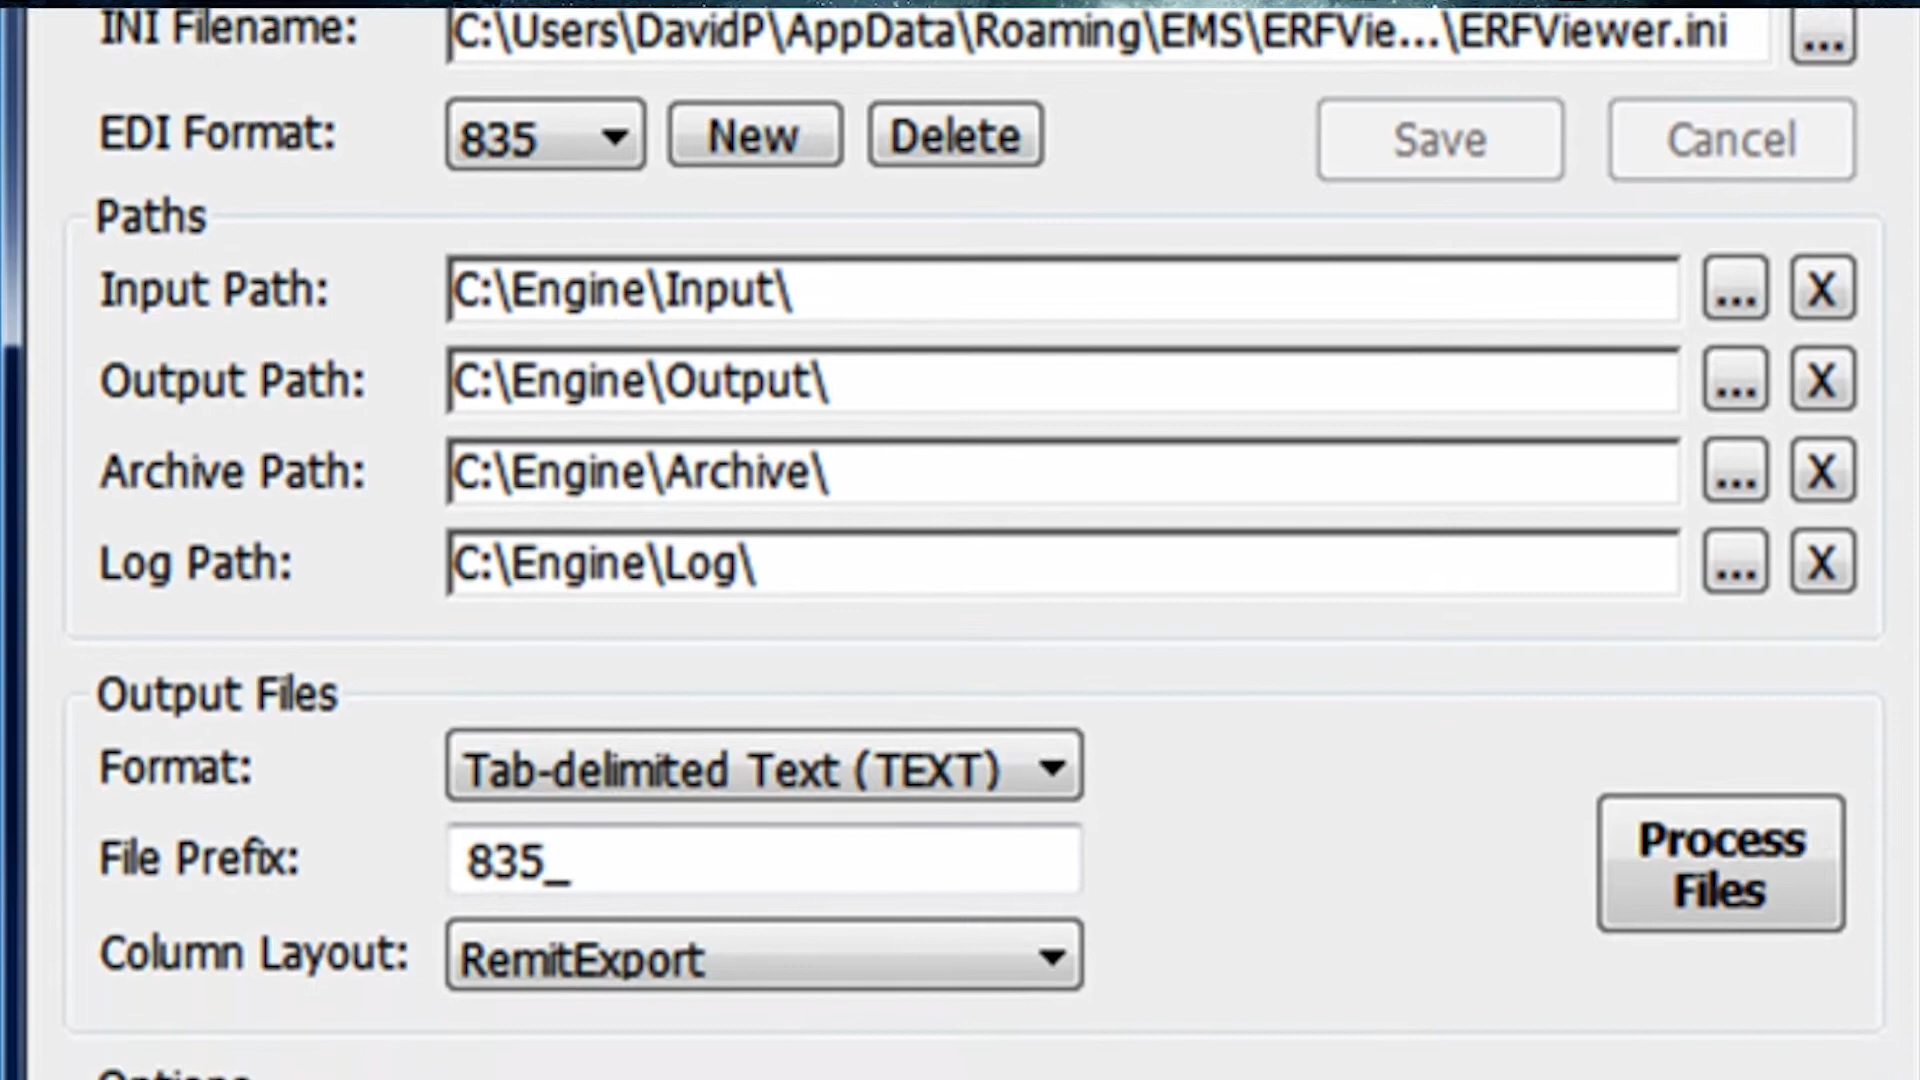 INI Filename: C:\Users\DavidP\AppData\Roaming\EMS\ERFVie...\ERFViewer.ini ...
EDI Format: 835 New Delete Save Cancel
Paths
Input Path: C:\Engine\Input\ ... X
Output Path: C:\Engine\Output\ ... X
Archive Path: C:\Engine\Archive\ ... X
Log Path: C:\Engine\Log\ ... X
Output Files
Format: Tab-delimited Text (TEXT)
File Prefix: 835_
Process
Files
Column Layout: RemitExport
Options